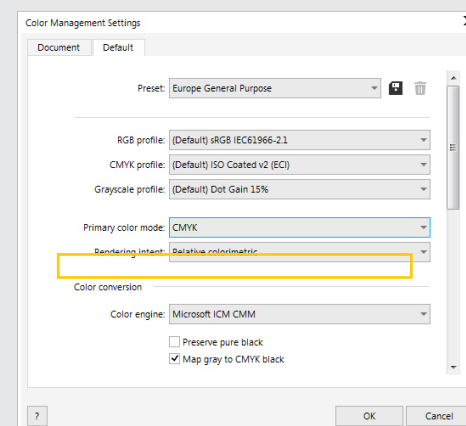 Color Management Settings
Document Default
Preset: Europe General Purpose
RGB profile: (Default) sRGB IEC61966-2.1
CMYK profile: (Default) ISO Coated v2 (ECI)
Grayscale profile: (Default) Dot Gain 15%
Primary color mode: CMYK
Rendering intent: Relative colorimetric
Color conversion
Color engine: Microsoft ICM CMM
Preserve pure black
Map gray to CMYK black
? OK Cancel